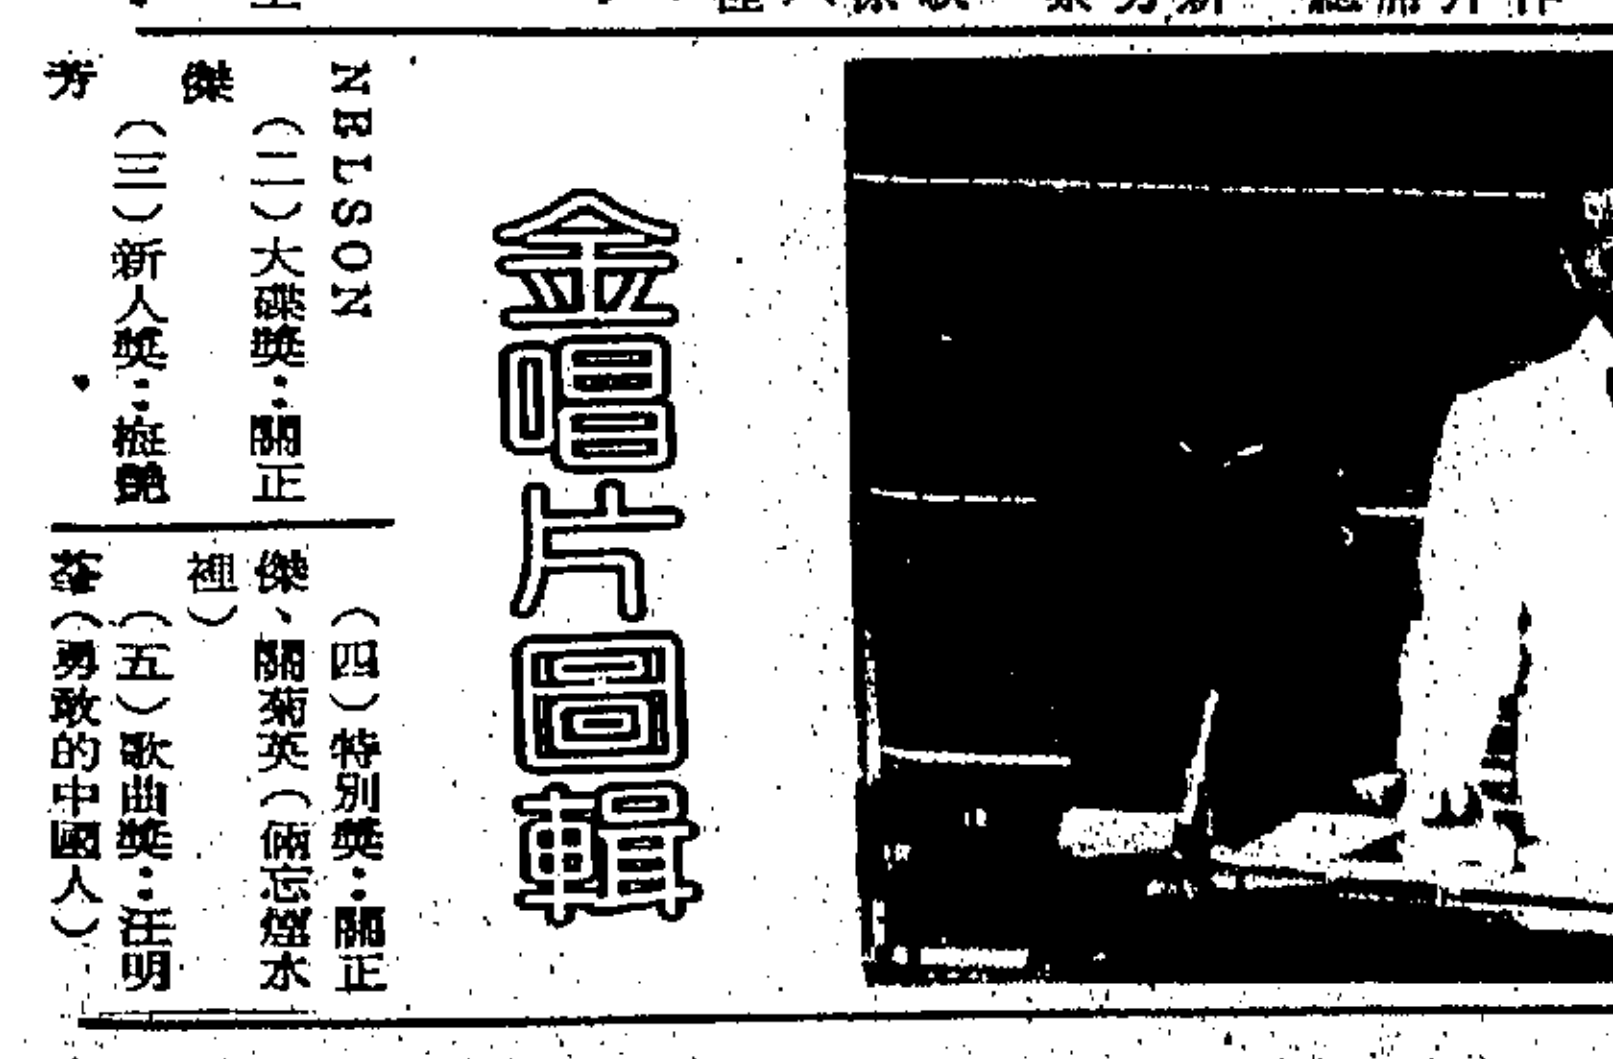 金唱片圖輯
NELSON
（二）大碟獎：關正
傑
（三）新人獎：梅艷
芳
（四）特別獎：關正
傑、關菊英（倆忘煙水
裡）
（五）歌曲獎：汪明
荃（勇敢的中國人）